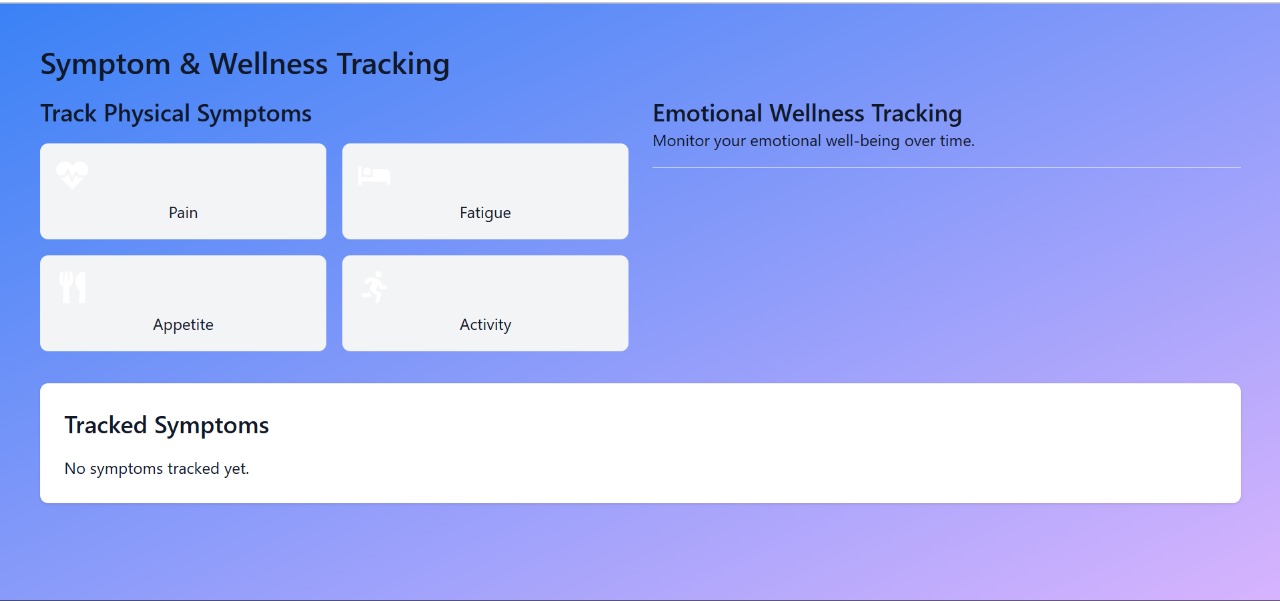 Symptom & Wellness Tracking
Track Physical Symptoms
Pain
Fatigue
Appetite
Activity
Emotional Wellness Tracking
Monitor your emotional well-being over time.
Tracked Symptoms
No symptoms tracked yet.